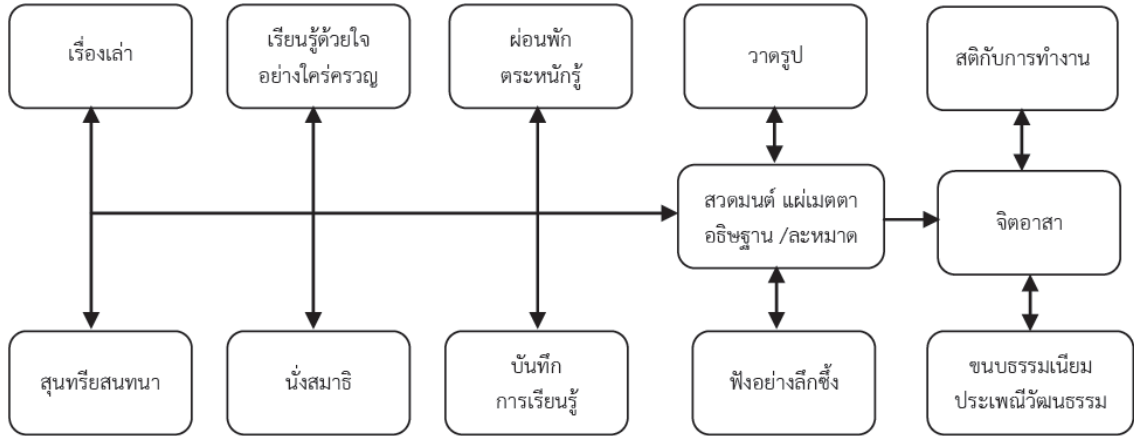 เรื่องเล่า
เรียนรู้ด้วยใจ
อย่างใคร่ครวญ
ผ่อนพัก
ตระหนักรู้
วาดรูป
สติกับการทำงาน
สวดมนต์ แผ่เมตตา
อธิษฐาน /ละหมาด
จิตอาสา
สุนทรียสนทนา
นั่งสมาธิ
บันทึก
การเรียนรู้
ฟังอย่างลึกซึ้ง
ขนบธรรมเนียม
ประเพณีวัฒนธรรม